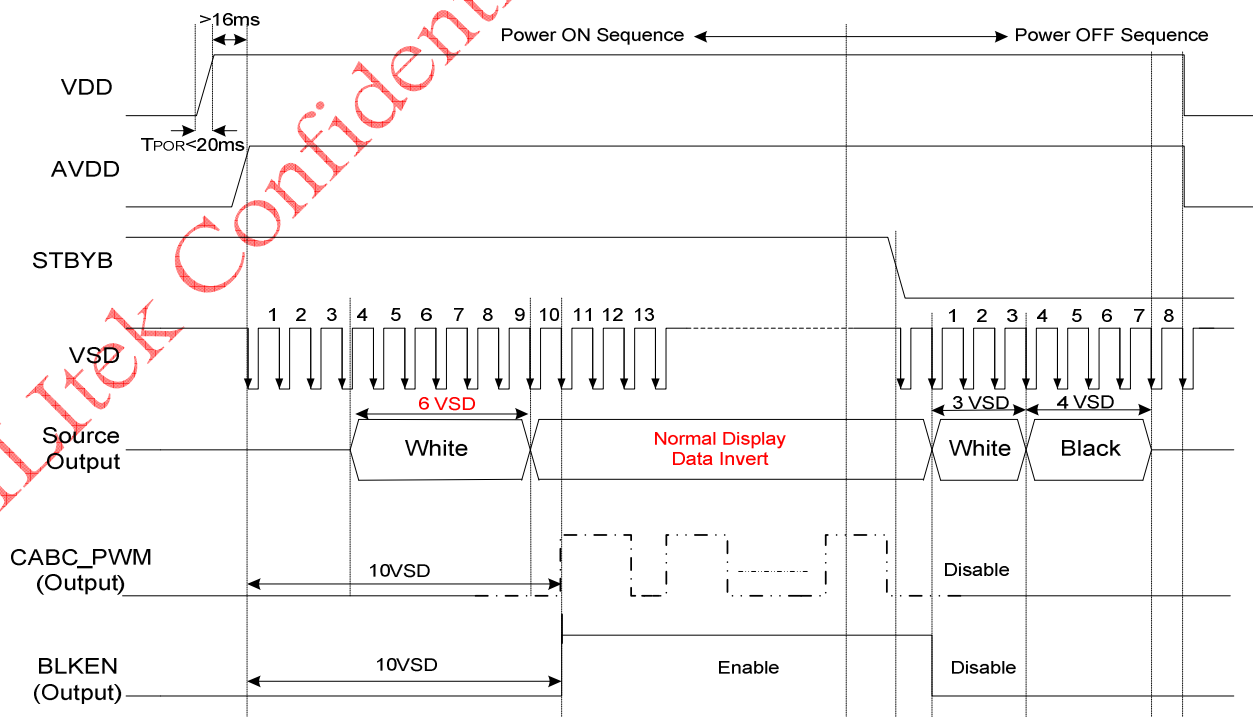 >16ms
Power ON Sequence
Power OFF Sequence
VDD
TPOR<20ms
AVDD
STBYB
1 2 3 4 5 6 7 8 9 10 11 12 13
1 2 3 4 5 6 7 8
VSD
6 VSD
3 VSD
4 VSD
Source
Output
White
Normal Display
Data Invert
White
Black
CABC_PWM
(Output)
10VSD
Disable
BLKEN
(Output)
10VSD
Enable
Disable
LItek Confident